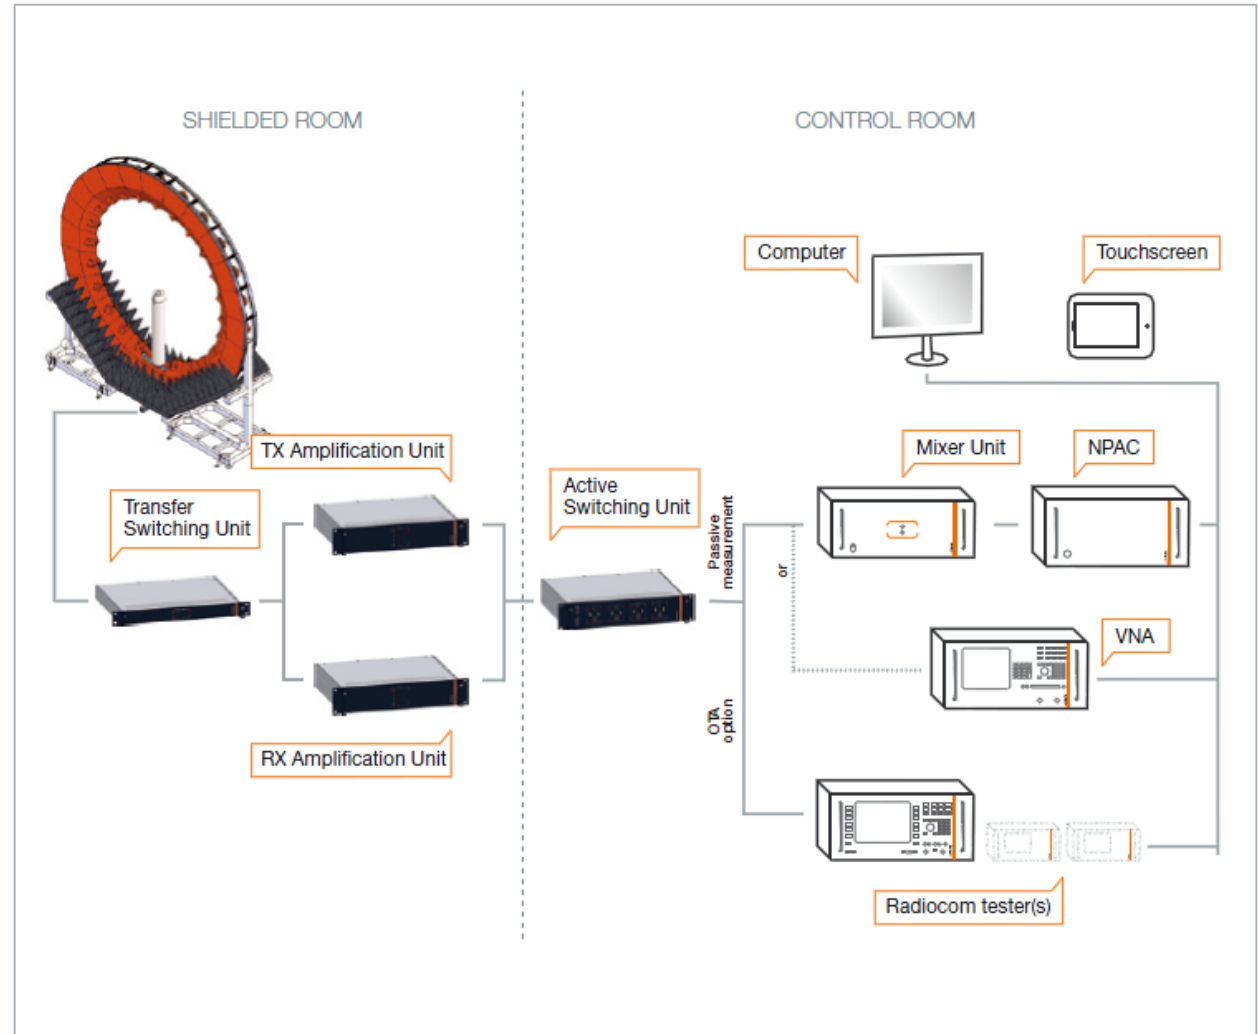 SHIELDED ROOM
CONTROL ROOM
Computer
Touchscreen
TX Amplification Unit
Mixer Unit
NPAC
Transfer
Switching Unit
Active
Switching Unit
Passive
measurement
or
VNA
OTA
option
RX Amplification Unit
Radiocom tester(s)